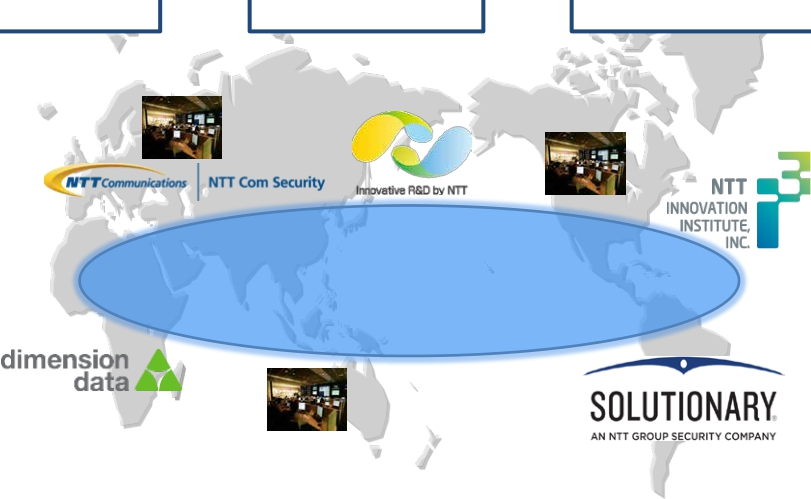 NTT Communications
NTT Com Security
Innovative R&D by NTT
NTT
INNOVATION
INSTITUTE,
INC.
dimension
data
SOLUTIONARY
AN NTT GROUP SECURITY COMPANY